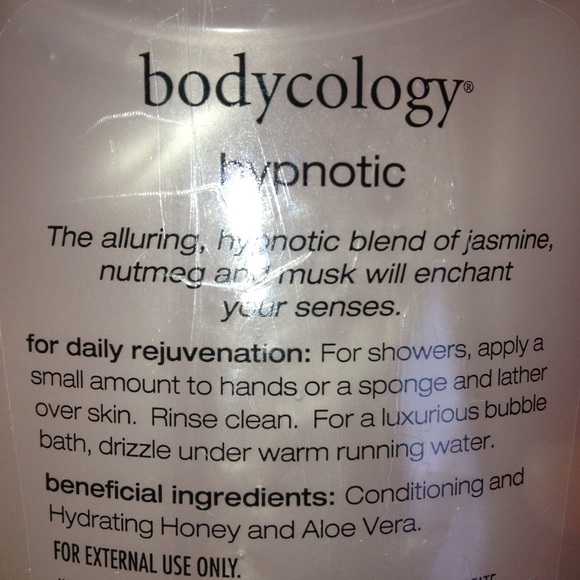 bodycology®
hypnotic
The alluring, hypnotic blend of jasmine,
nutmeg and musk will enchant
your senses.
for daily rejuvenation: For showers, apply a
small amount to hands or a sponge and lather
over skin. Rinse clean. For a luxurious bubble
bath, drizzle under warm running water.
beneficial ingredients: Conditioning and
Hydrating Honey and Aloe Vera.
FOR EXTERNAL USE ONLY.